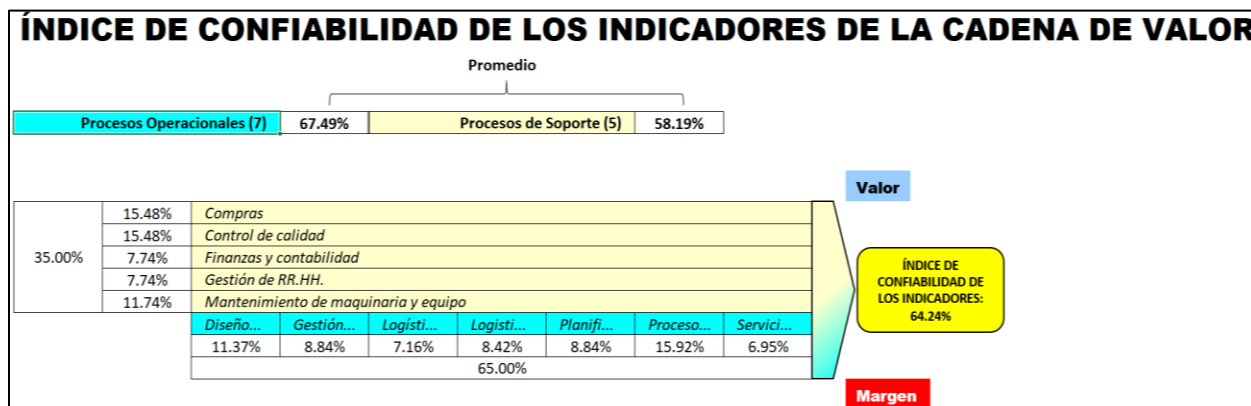 ÍNDICE DE CONFIABILIDAD DE LOS INDICADORES DE LA CADENA DE VALOR
Promedio
Procesos Operacionales (7) 67.49% Procesos de Soporte (5) 58.19%
Valor
35.00%
15.48% Compras
15.48% Control de calidad
7.74% Finanzas y contabilidad
7.74% Gestión de RR.HH.
11.74% Mantenimiento de maquinaria y equipo
ÍNDICE DE
CONFIABILIDAD DE
LOS INDICADORES:
64.24%
Diseño... Gestión... Logísti... Logisti... Planifi... Proceso... Servici...
11.37% 8.84% 7.16% 8.42% 8.84% 15.92% 6.95%
65.00%
Margen